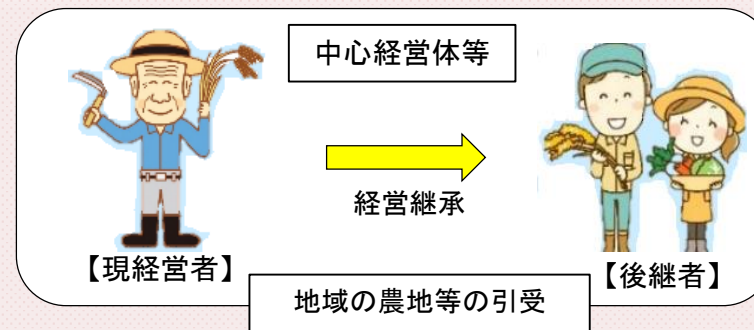 中心経営体等
経営継承
【現経営者】
【後継者】
地域の農地等の引受